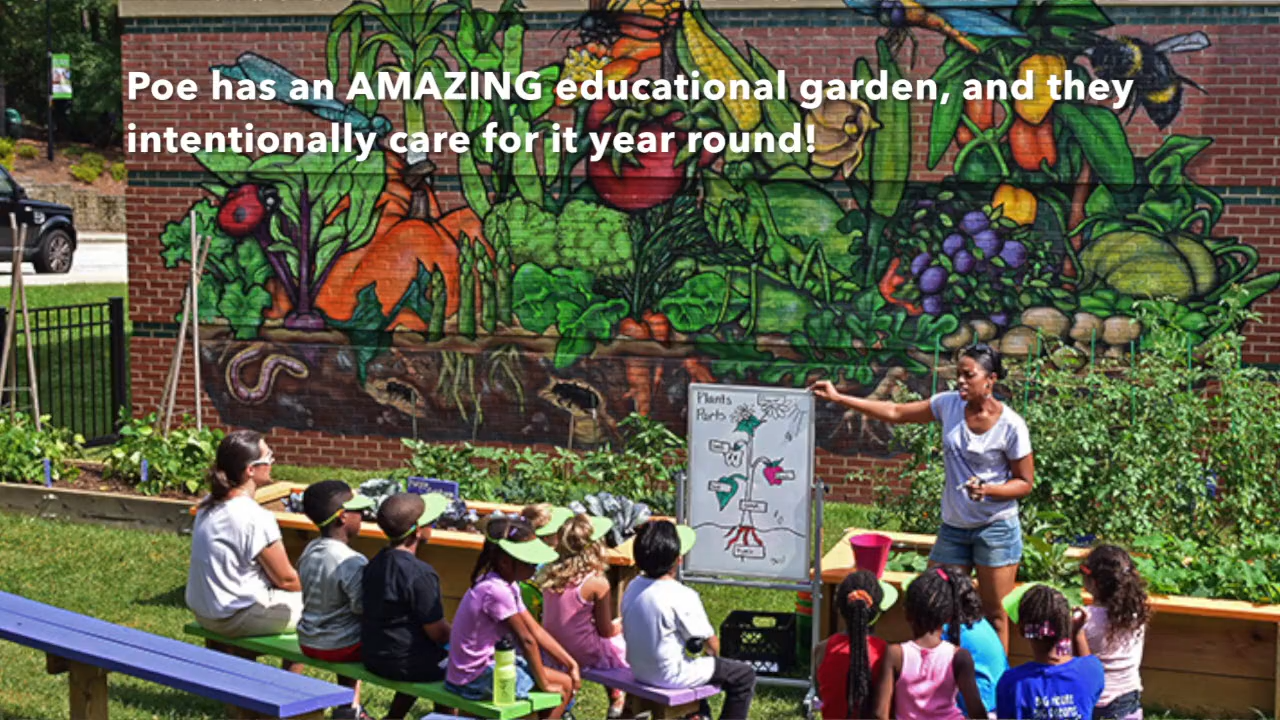 Poe has an AMAZING educational garden, and they
intentionally care for it year round!
Plants
Parts